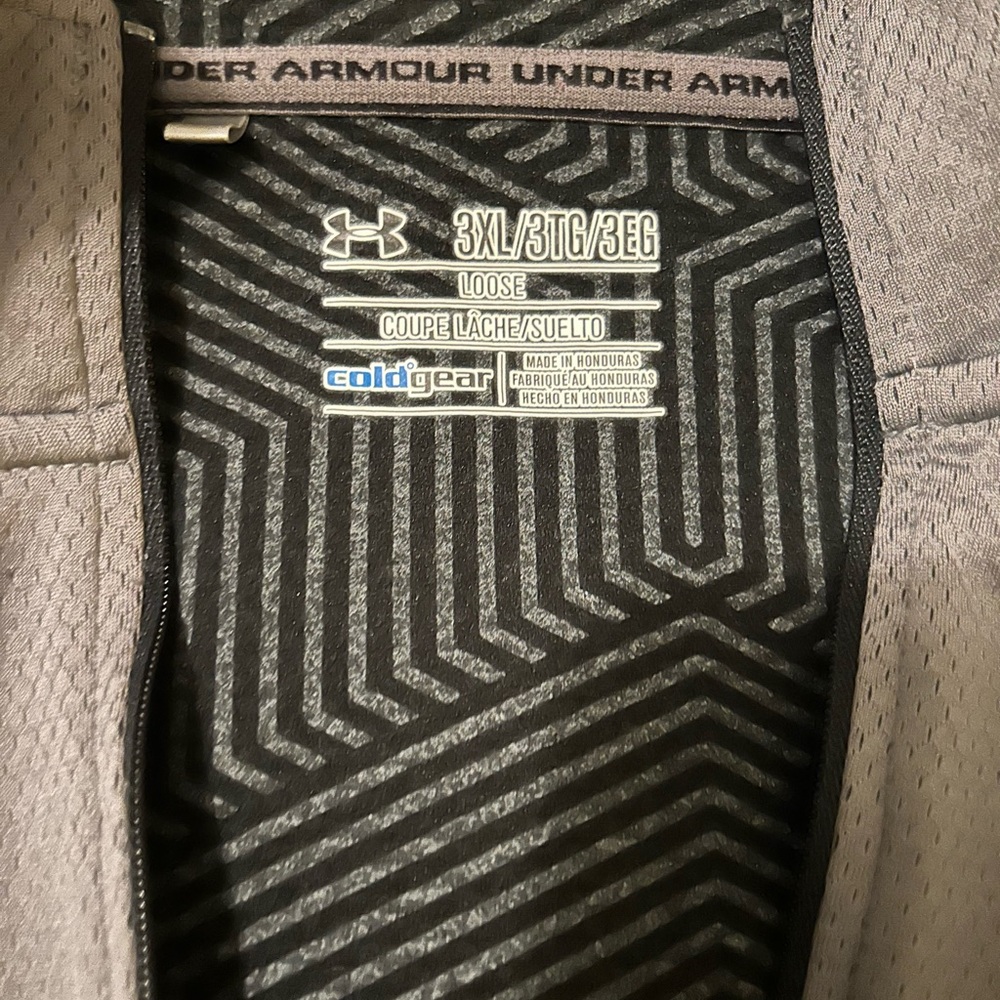 DER ARMOUR UNDER ARM
3XL/3TG/3EG
LOOSE
COUPE LÂCHE/SUELTO
coldgear
MADE IN HONDURAS
FABRIQUÉ AU HONDURAS
HECHO EN HONDURAS